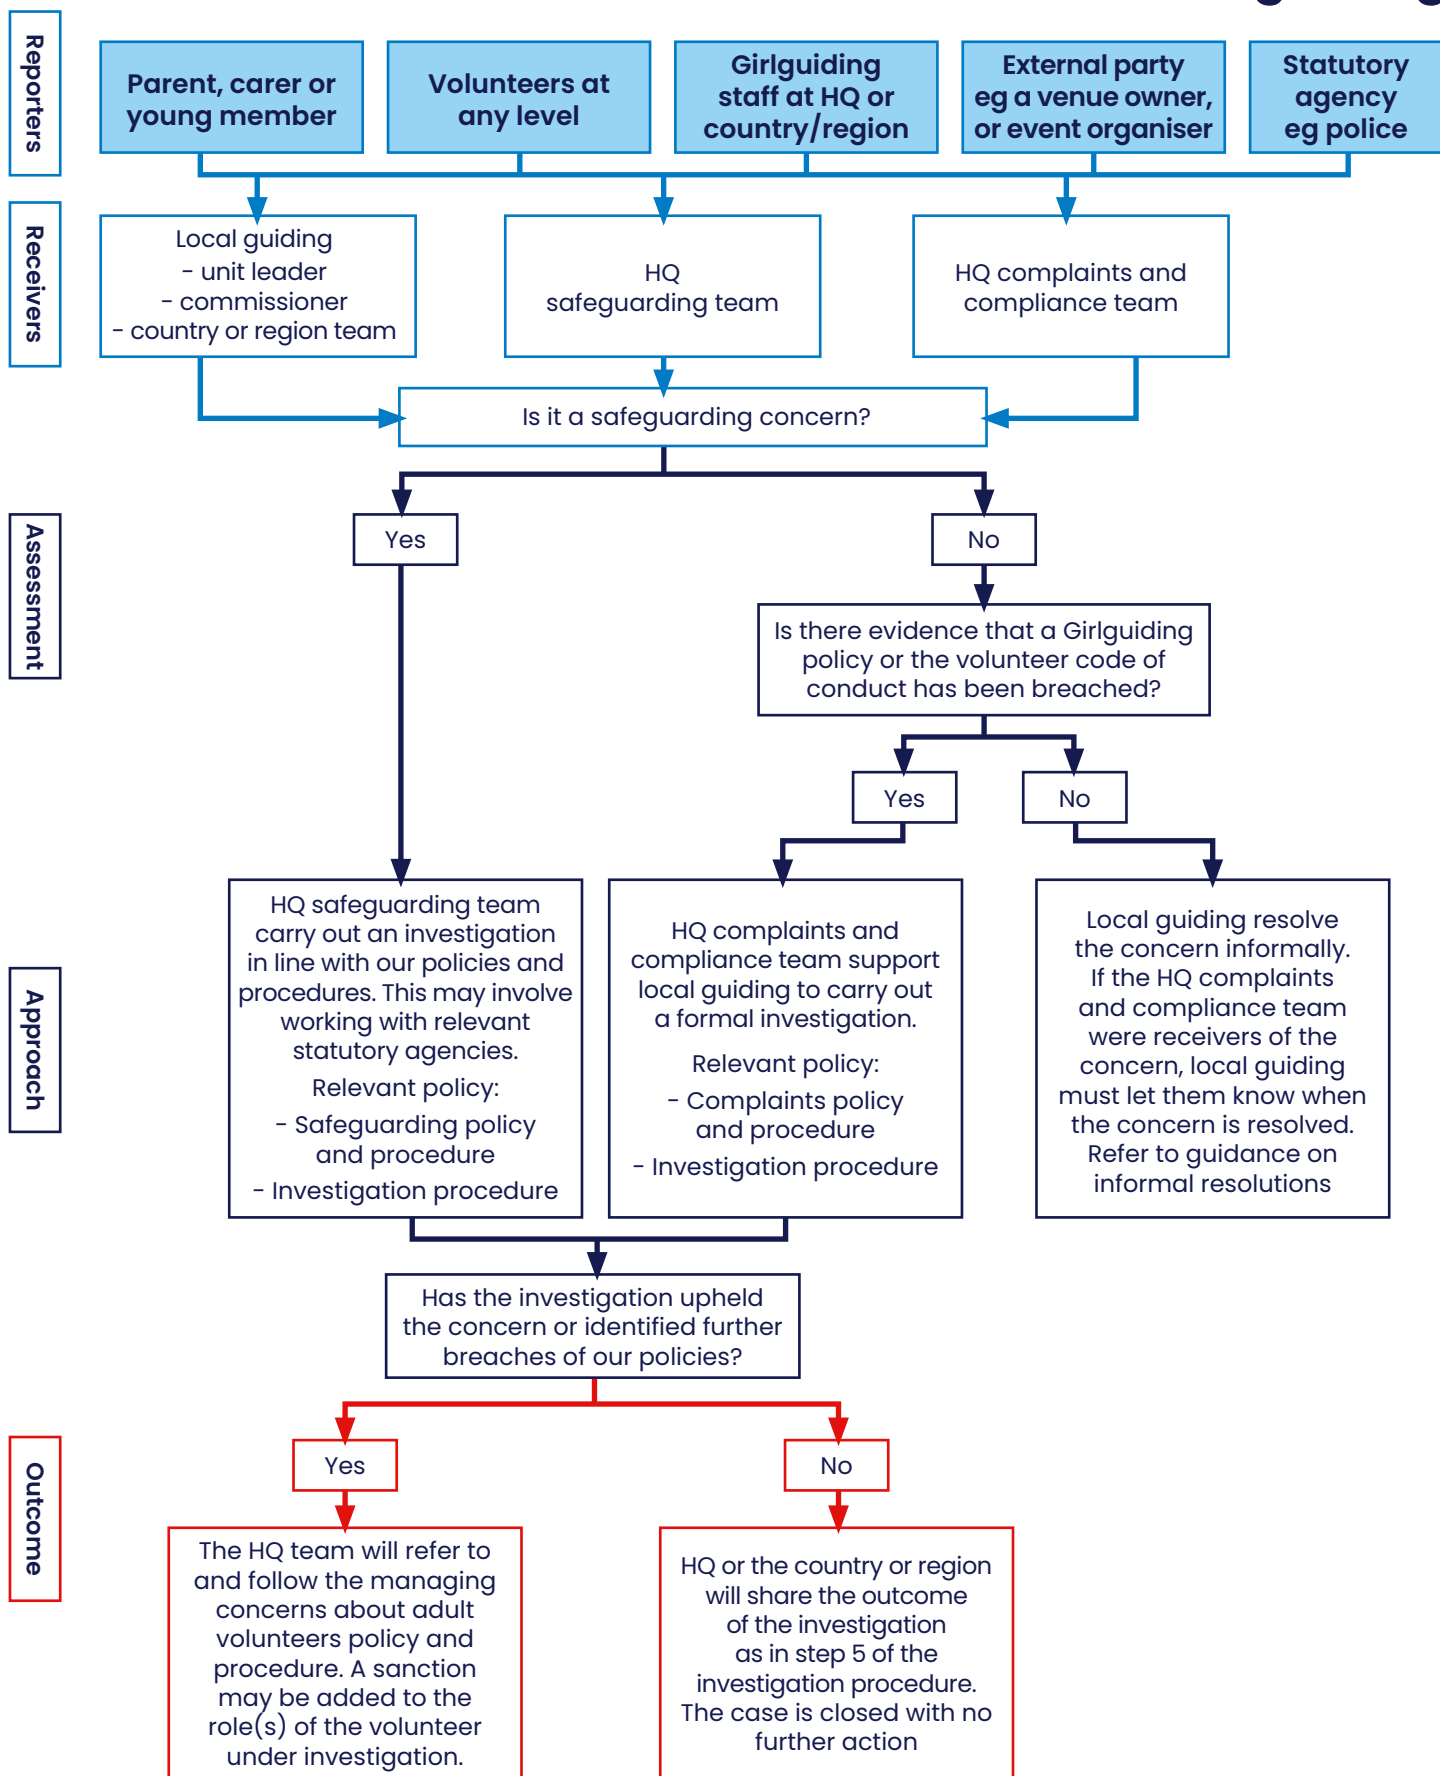 Reporters
Parent, carer or
young member
Volunteers at
any level
Girlguiding
staff at HQ or
country/region
External party
eg a venue owner,
or event organiser
Statutory
agency
eg police
Receivers
Local guiding
- unit leader
- commissioner
- country or region team
HQ
safeguarding team
HQ complaints and
compliance team
Is it a safeguarding concern?
Assessment
Yes
No
Is there evidence that a Girlguiding
policy or the volunteer code of
conduct has been breached?
Yes
No
Approach
HQ safeguarding team
carry out an investigation
in line with our policies and
procedures. This may involve
working with relevant
statutory agencies.
Relevant policy:
- Safeguarding policy
and procedure
- Investigation procedure
HQ complaints and
compliance team support
local guiding to carry out
a formal investigation.
Relevant policy:
- Complaints policy
and procedure
- Investigation procedure
Local guiding resolve
the concern informally.
If the HQ complaints
and compliance team
were receivers of the
concern, local guiding
must let them know when
the concern is resolved.
Refer to guidance on
informal resolutions
Has the investigation upheld
the concern or identified further
breaches of our policies?
Outcome
Yes
No
The HQ team will refer to
and follow the managing
concerns about adult
volunteers policy and
procedure. A sanction
may be added to the
role(s) of the volunteer
under investigation.
HQ or the country or region
will share the outcome
of the investigation
as in step 5 of the
investigation procedure.
The case is closed with no
further action